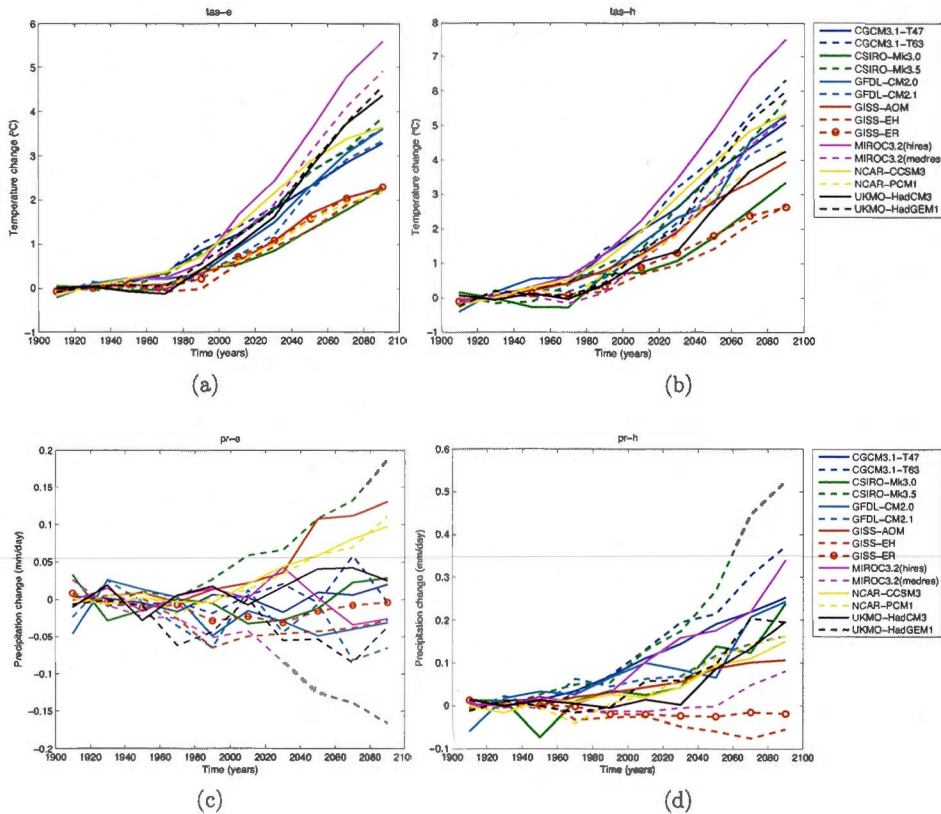 tas-e
Temperature change (ºC)
6
5
4
3
2
1
0
-1
1900 1920 1940 1960 1980 2000 2020 2040 2060 2080 2100
Time (years)
(a)
tas-h
Temperature change (ºC)
8
7
6
5
4
3
2
1
0
-1
1900 1920 1940 1960 1980 2000 2020 2040 2060 2080 2100
Time (years)
(b)
CGCM3.1-T47
CGCM3.1-T63
CSIRO-Mk3.0
CSIRO-Mk3.5
GFDL-CM2.0
GFDL-CM2.1
GISS-AOM
GISS-EH
GISS-ER
MIROC3.2(hires)
MIROC3.2(medres)
NCAR-CCSM3
NCAR-PCM1
UKMO-HadCM3
UKMO-HadGEM1
pr-e
Precipitation change (mm/day)
0.2
0.15
0.1
0.05
0
-0.05
-0.1
-0.15
-0.2
1900 1920 1940 1960 1980 2000 2020 2040 2060 2080 2100
Time (years)
(c)
pr-h
Precipitation change (mm/day)
0.6
0.5
0.4
0.3
0.2
0.1
0
-0.1
1900 1920 1940 1960 1980 2000 2020 2040 2060 2080 2100
Time (years)
(d)
CGCM3.1-T47
CGCM3.1-T63
CSIRO-Mk3.0
CSIRO-Mk3.5
GFDL-CM2.0
GFDL-CM2.1
GISS-AOM
GISS-EH
GISS-ER
MIROC3.2(hires)
MIROC3.2(medres)
NCAR-CCSM3
NCAR-PCM1
UKMO-HadCM3
UKMO-HadGEM1